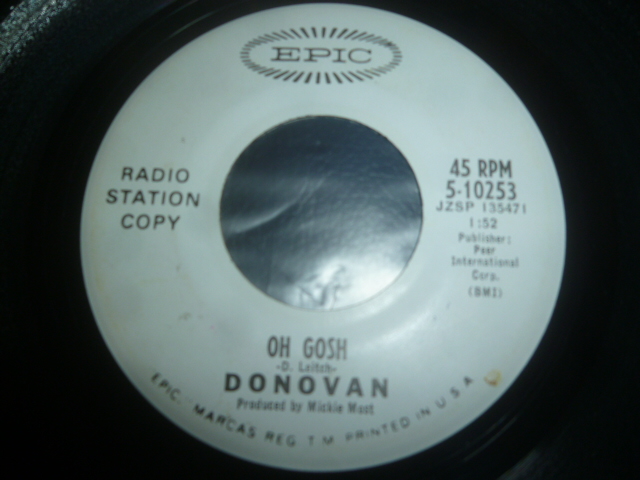 EPIC
RADIO
STATION
COPY
45 RPM
5-10253
JZSP 135471
1:52
Publisher:
Peer
International
Corp.
(BMI)
OH GOSH
-D. Leitch-
DONOVAN
Produced by Mickie Most
EPIC. MARCAS REG. T M PRINTED IN U.S.A.